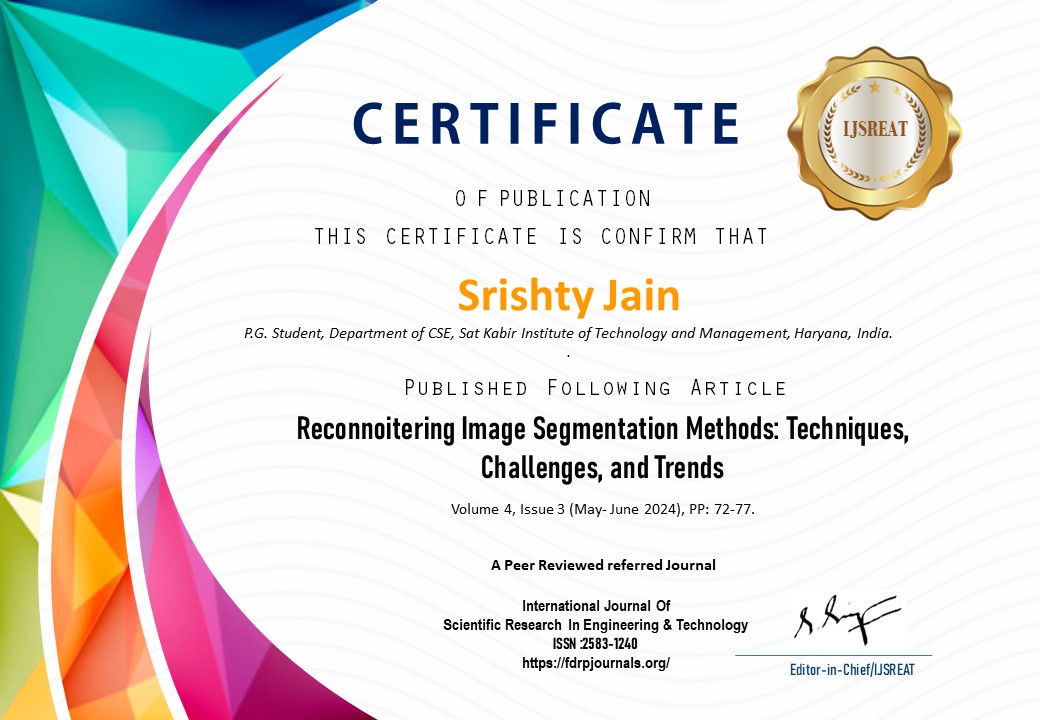 CERTIFICATE
IJSREAT
O F PUBLICATION
THIS CERTIFICATE IS CONFIRM THAT
Srishty Jain
P.G. Student, Department of CSE, Sat Kabir Institute of Technology and Management, Haryana, India.
.
Published Following Article
Reconnoitering Image Segmentation Methods: Techniques,
Challenges, and Trends
Volume 4, Issue 3 (May- June 2024), PP: 72-77.
A Peer Reviewed referred Journal
International Journal Of
Scientific Research In Engineering & Technology
ISSN :2583-1240
https://fdrpjournals.org/
Editor-in-Chief/IJSREAT